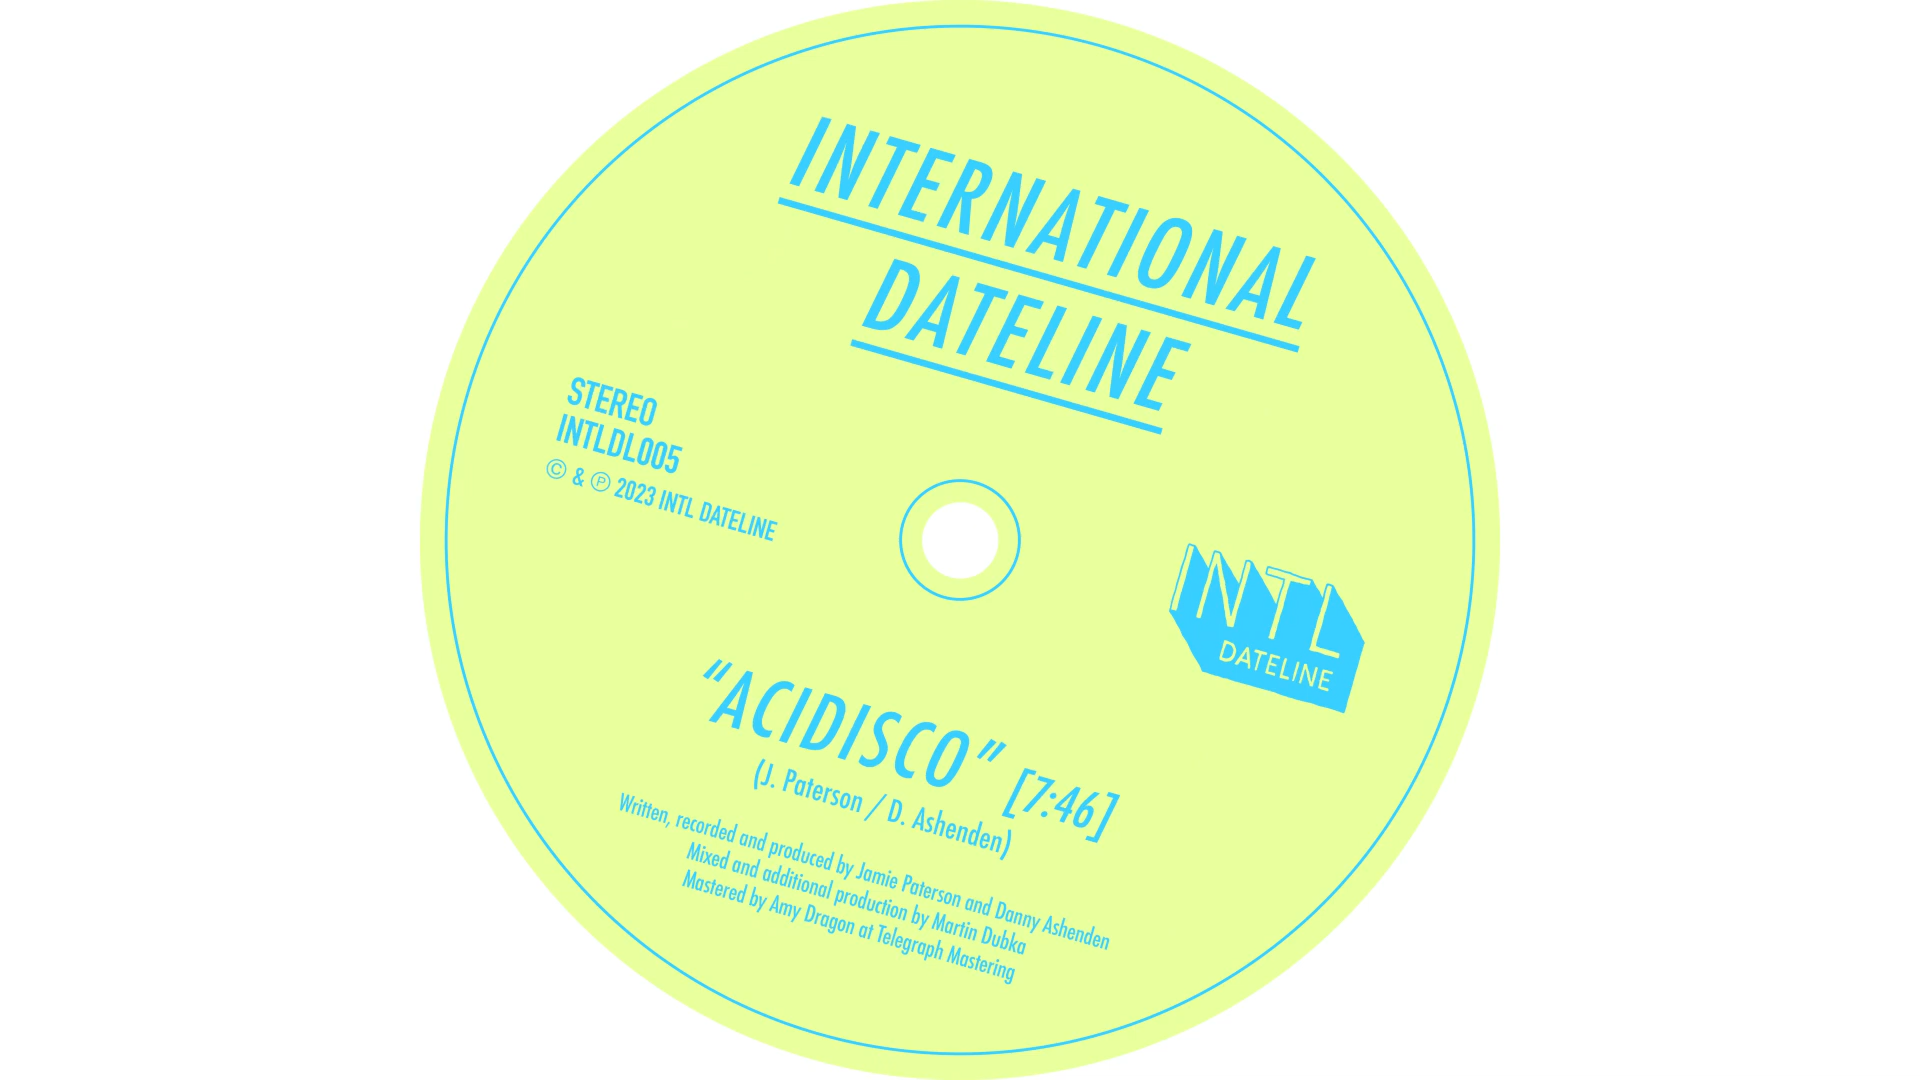 INTERNATIONAL
DATELINE
STEREO
INTLDL005
© & ℗ 2023 INTL DATELINE
INTL
DATELINE
“ACIDISCO” [7:46]
(J. Paterson / D. Ashenden)
Written, recorded and produced by Jamie Paterson and Danny Ashenden
Mixed and additional production by Martin Dubka
Mastered by Amy Dragon at Telegraph Mastering